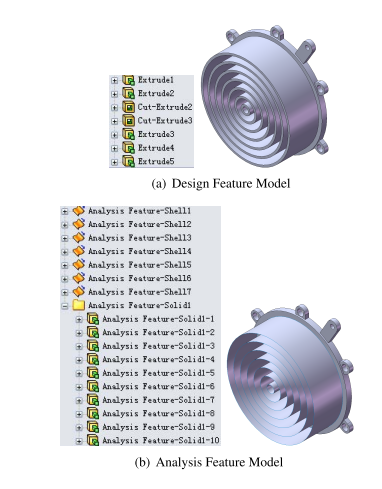 Extrude1
Extrude2
Cut-Extrude2
Cut-Extrude3
Extrude3
Extrude4
Extrude5
(a) Design Feature Model
Analysis Feature-Shell1
Analysis Feature-Shell2
Analysis Feature-Shell3
Analysis Feature-Shell4
Analysis Feature-Shell5
Analysis Feature-Shell6
Analysis Feature-Shell7
Analysis Feature-Solid1
Analysis Feature-Solid1-1
Analysis Feature-Solid1-2
Analysis Feature-Solid1-3
Analysis Feature-Solid1-4
Analysis Feature-Solid1-5
Analysis Feature-Solid1-6
Analysis Feature-Solid1-7
Analysis Feature-Solid1-8
Analysis Feature-Solid1-9
Analysis Feature-Solid1-10
(b) Analysis Feature Model